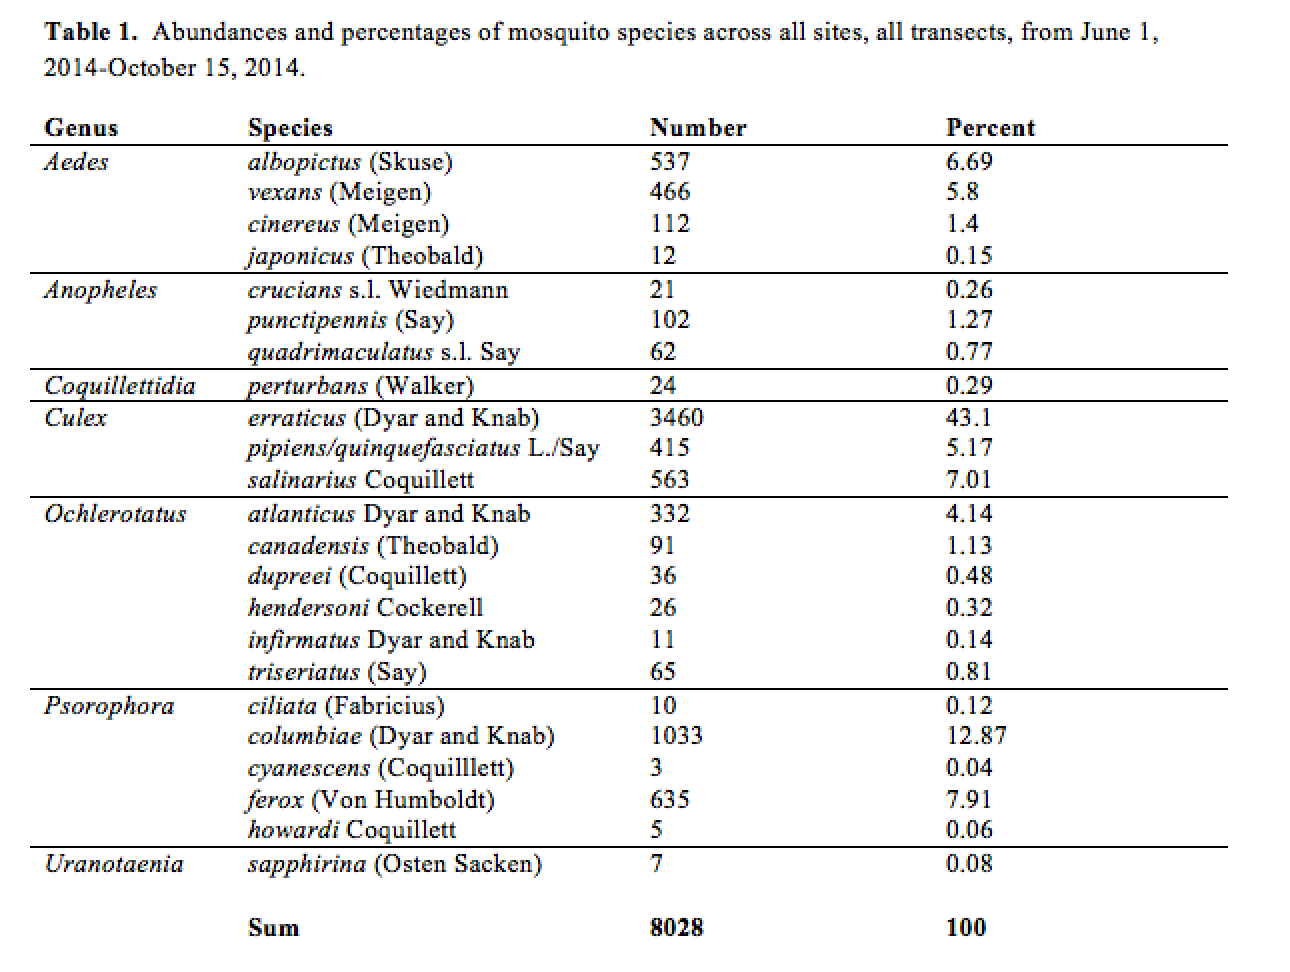 Table 1. Abundances and percentages of mosquito species across all sites, all transects, from June 1,
2014-October 15, 2014.
Genus Species Number Percent
Aedes albopictus (Skuse) 537 6.69
vexans (Meigen) 466 5.8
cinereus (Meigen) 112 1.4
japonicus (Theobald) 12 0.15
Anopheles crucians s.l. Wiedmann 21 0.26
punctipennis (Say) 102 1.27
quadrimaculatus s.l. Say 62 0.77
Coquillettidia perturbans (Walker) 24 0.29
Culex erraticus (Dyar and Knab) 3460 43.1
pipiens/quinquefasciatus L./Say 415 5.17
salinarius Coquillett 563 7.01
Ochlerotatus atlanticus Dyar and Knab 332 4.14
canadensis (Theobald) 91 1.13
dupreei (Coquillett) 36 0.48
hendersoni Cockerell 26 0.32
infirmatus Dyar and Knab 11 0.14
triseriatus (Say) 65 0.81
Psorophora ciliata (Fabricius) 10 0.12
columbiae (Dyar and Knab) 1033 12.87
cyanescens (Coquilllett) 3 0.04
ferox (Von Humboldt) 635 7.91
howardi Coquillett 5 0.06
Uranotaenia sapphirina (Osten Sacken) 7 0.08
Sum 8028 100